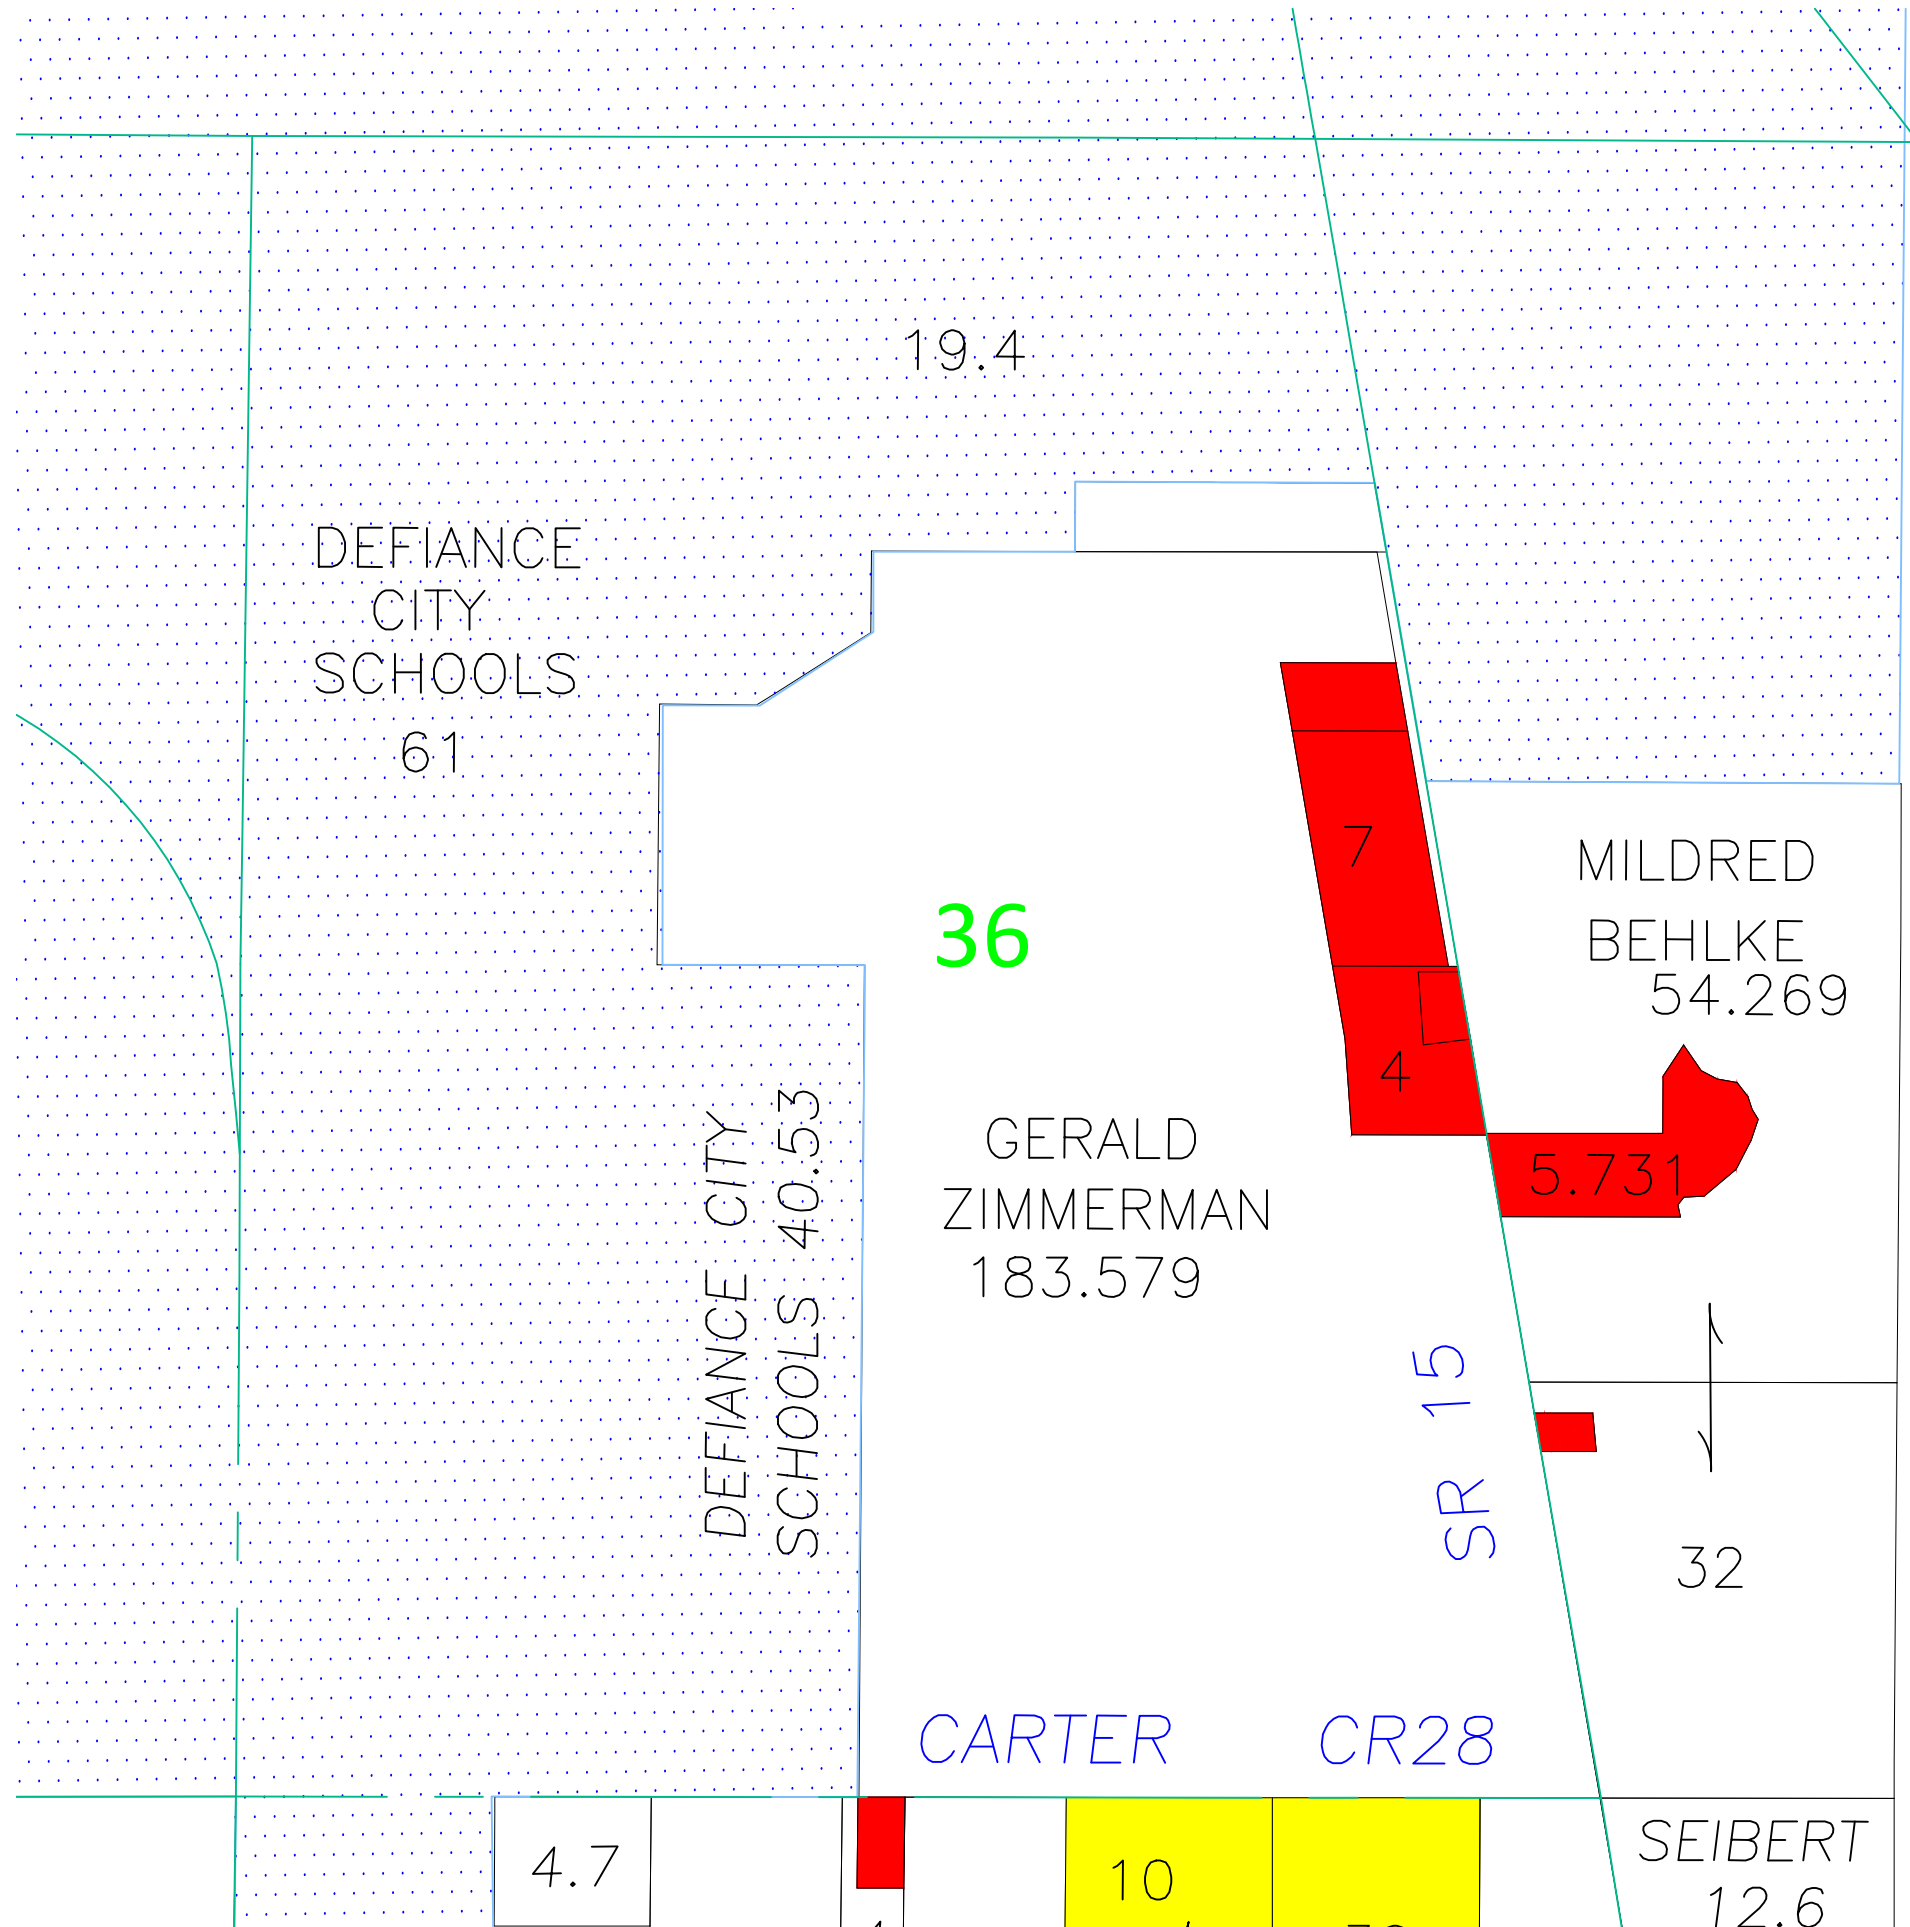 19.4
DEFIANCE
CITY
SCHOOLS
61
7
MILDRED
BEHLKE
54.269
36
4
DEFIANCE CITY
SCHOOLS 40.53
GERALD
ZIMMERMAN
183.579
5.731
SR 15
32
CARTER CR28
SEIBERT
12.6
4.7
10